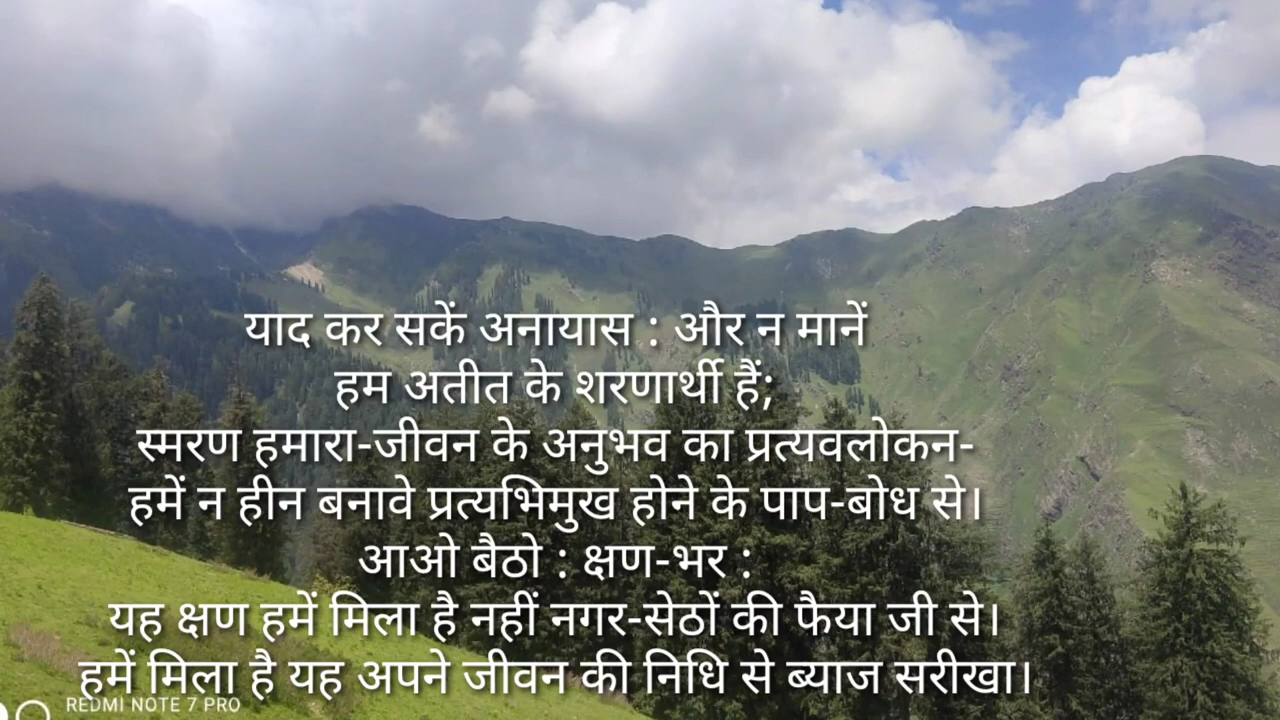 याद कर सकें अनायास : और न मानें
हम अतीत के शरणार्थी हैं;
स्मरण हमारा-जीवन के अनुभव का प्रत्यवलोकन-
हमें न हीन बनावे प्रत्यभिमुख होने के पाप-बोध से।
आओ बैठो : क्षण-भर :
यह क्षण हमें मिला है नहीं नगर-सेठों की फैया जी से।
हमें मिला है यह अपने जीवन की निधि से ब्याज सरीखा।
REDMI NOTE 7 PRO